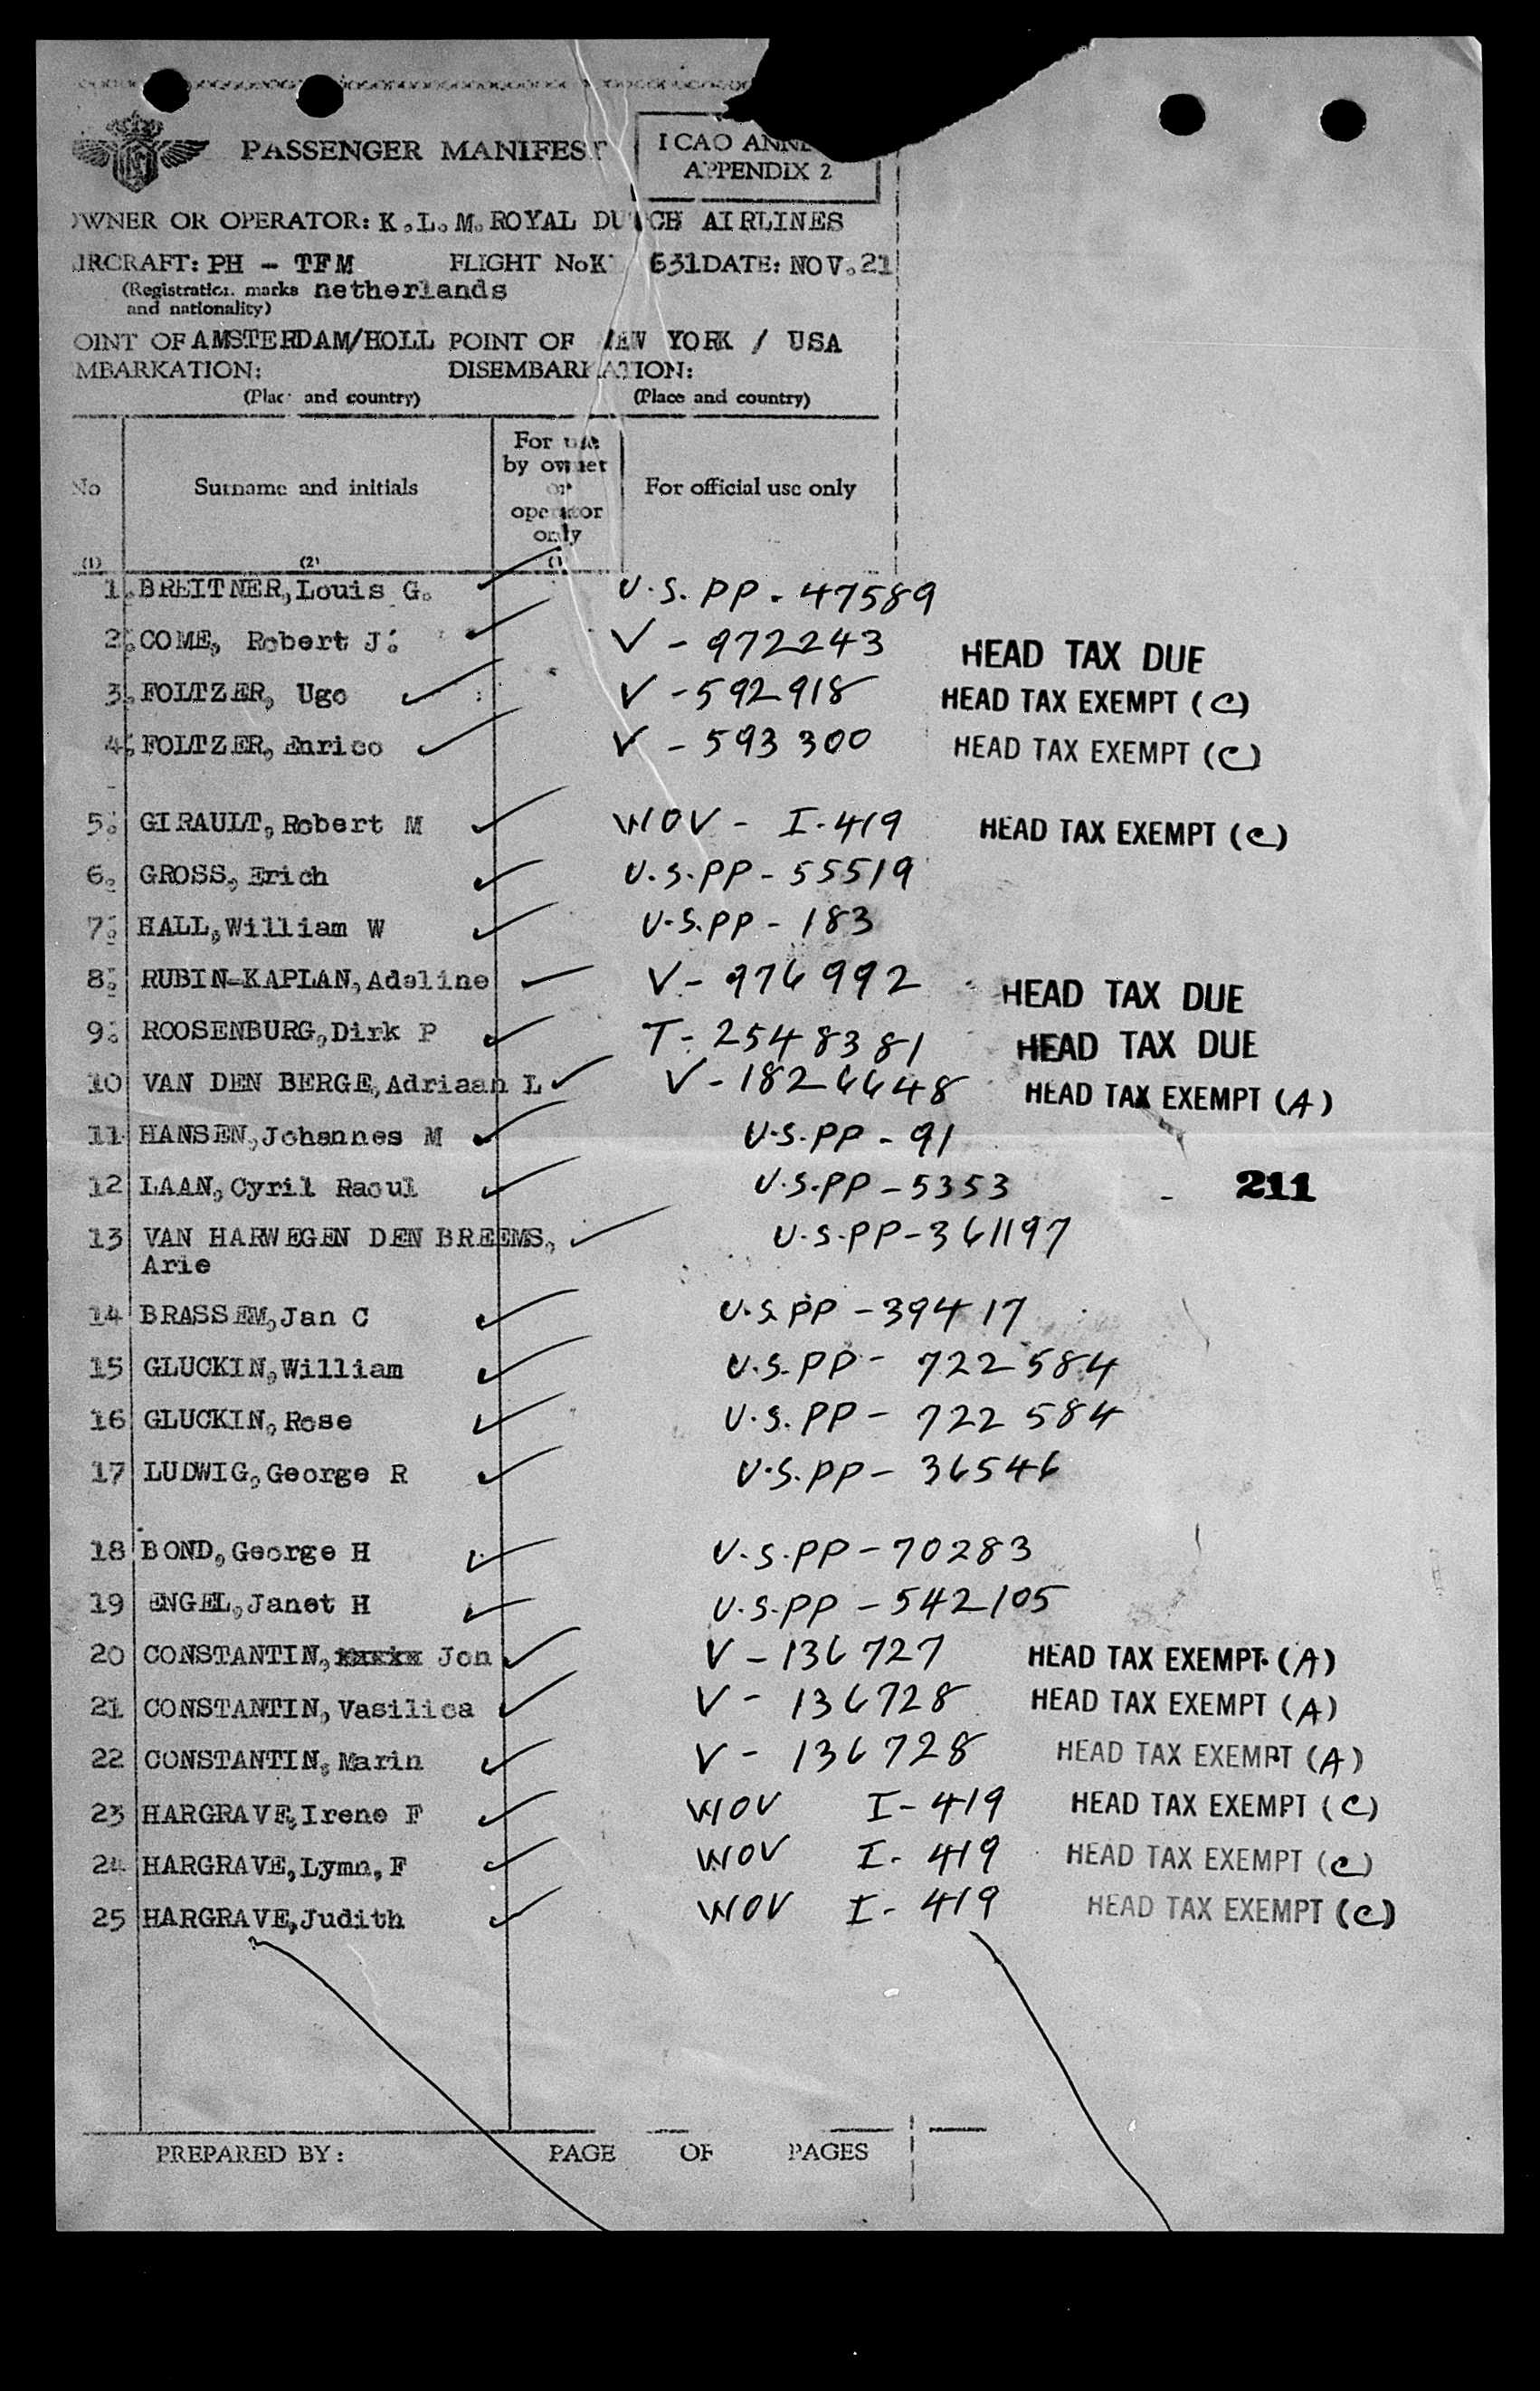 PASSENGER MANIFEST
ICAO
APPENDIX 2
OWNER OR OPERATOR: K.L.M. ROYAL DUTCH AIRLINES
AIRCRAFT: PH - TFM FLIGHT No K 631 DATE: NOV. 21
(Registration marks netherlands
and nationality)
OINT OF AMSTERDAM/HOLL POINT OF NEW YORK / USA
MBARKATION: DISEMBARKATION:
(Place and country) (Place and country)
No Surname and initials For use by owner or operator only For official use only
(1) (2)
1. BREITNER, Louis G. U.S. PP. 47589
2. COME, Robert J. V - 972243 HEAD TAX DUE
3. FOLTZER, Ugo V - 592918 HEAD TAX EXEMPT (C)
4. FOLTZER, Enrico V - 593300 HEAD TAX EXEMPT (C)
5. GIRAULT, Robert M WOV - I-419 HEAD TAX EXEMPT (C)
6. GROSS, Erich U.S.PP - 55519
7. HALL, William W U.S.PP - 183
8. RUBIN-KAPLAN, Adeline V - 976992 HEAD TAX DUE
9. ROOSENBURG, Dirk P T - 2548381 HEAD TAX DUE
10 VAN DEN BERGE, Adriaan L V - 1826648 HEAD TAX EXEMPT (A)
11 HANSEN, Johannes M U.S.PP - 91
12 LAAN, Cyril Raoul U.S.PP - 5353 211
13 VAN HARWEGEN DEN BREEMS, U.S.PP - 361197
Arie
14 BRASSEM, Jan C U.S.PP - 39417
15 GLUCKIN, William U.S.PP - 722584
16 GLUCKIN, Rose U.S.PP - 722584
17 LUDWIG, George R U.S.PP - 36546
18 BOND, George H U.S.PP - 70283
19 ENGEL, Janet H U.S.PP - 542105
20 CONSTANTIN, Jon V - 136727 HEAD TAX EXEMPT (A)
21 CONSTANTIN, Vasilica V - 136728 HEAD TAX EXEMPT (A)
22 CONSTANTIN, Marin V - 136728 HEAD TAX EXEMPT (A)
23 HARGRAVE, Irene F WOV I-419 HEAD TAX EXEMPT (C)
24 HARGRAVE, Lymn, F WOV I-419 HEAD TAX EXEMPT (C)
25 HARGRAVE, Judith WOV I-419 HEAD TAX EXEMPT (C)
PREPARED BY: PAGE OF PAGES